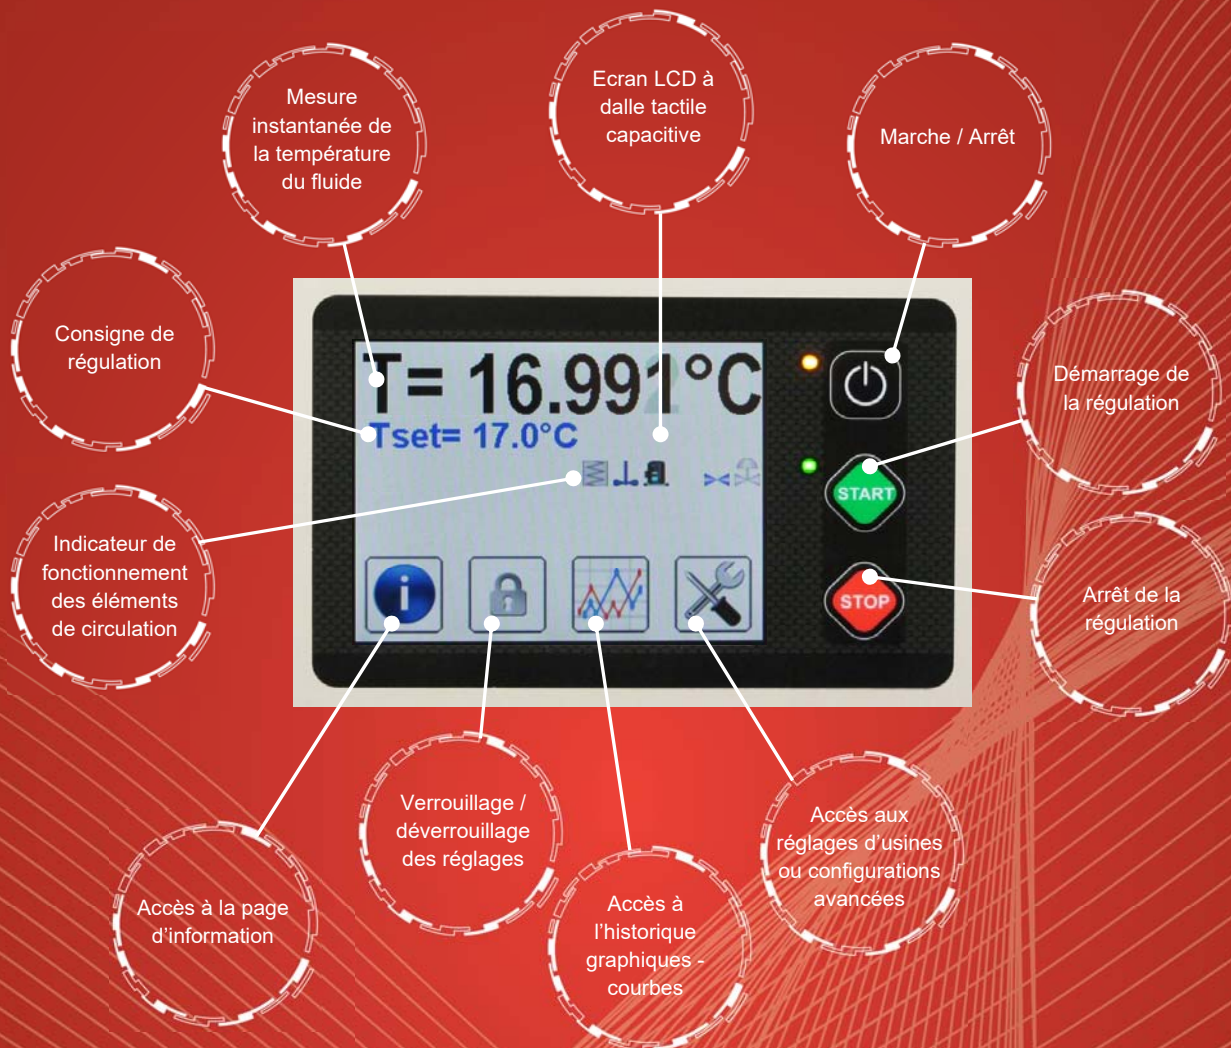 Mesure
instantanée de
la température
du fluide
Ecran LCD à
dalle tactile
capacitive
Marche / Arrêt
Consigne de
régulation
Démarrage de
la régulation
T= 16.99 °C
Tset= 17.0°C
START
STOP
Indicateur de
fonctionnement
des éléments
de circulation
Arrêt de la
régulation
i
Verrouillage /
déverrouillage
des réglages
Accès aux
réglages d'usines
ou configurations
avancées
Accès à la page
d'information
Accès à
l'historique
graphiques -
courbes